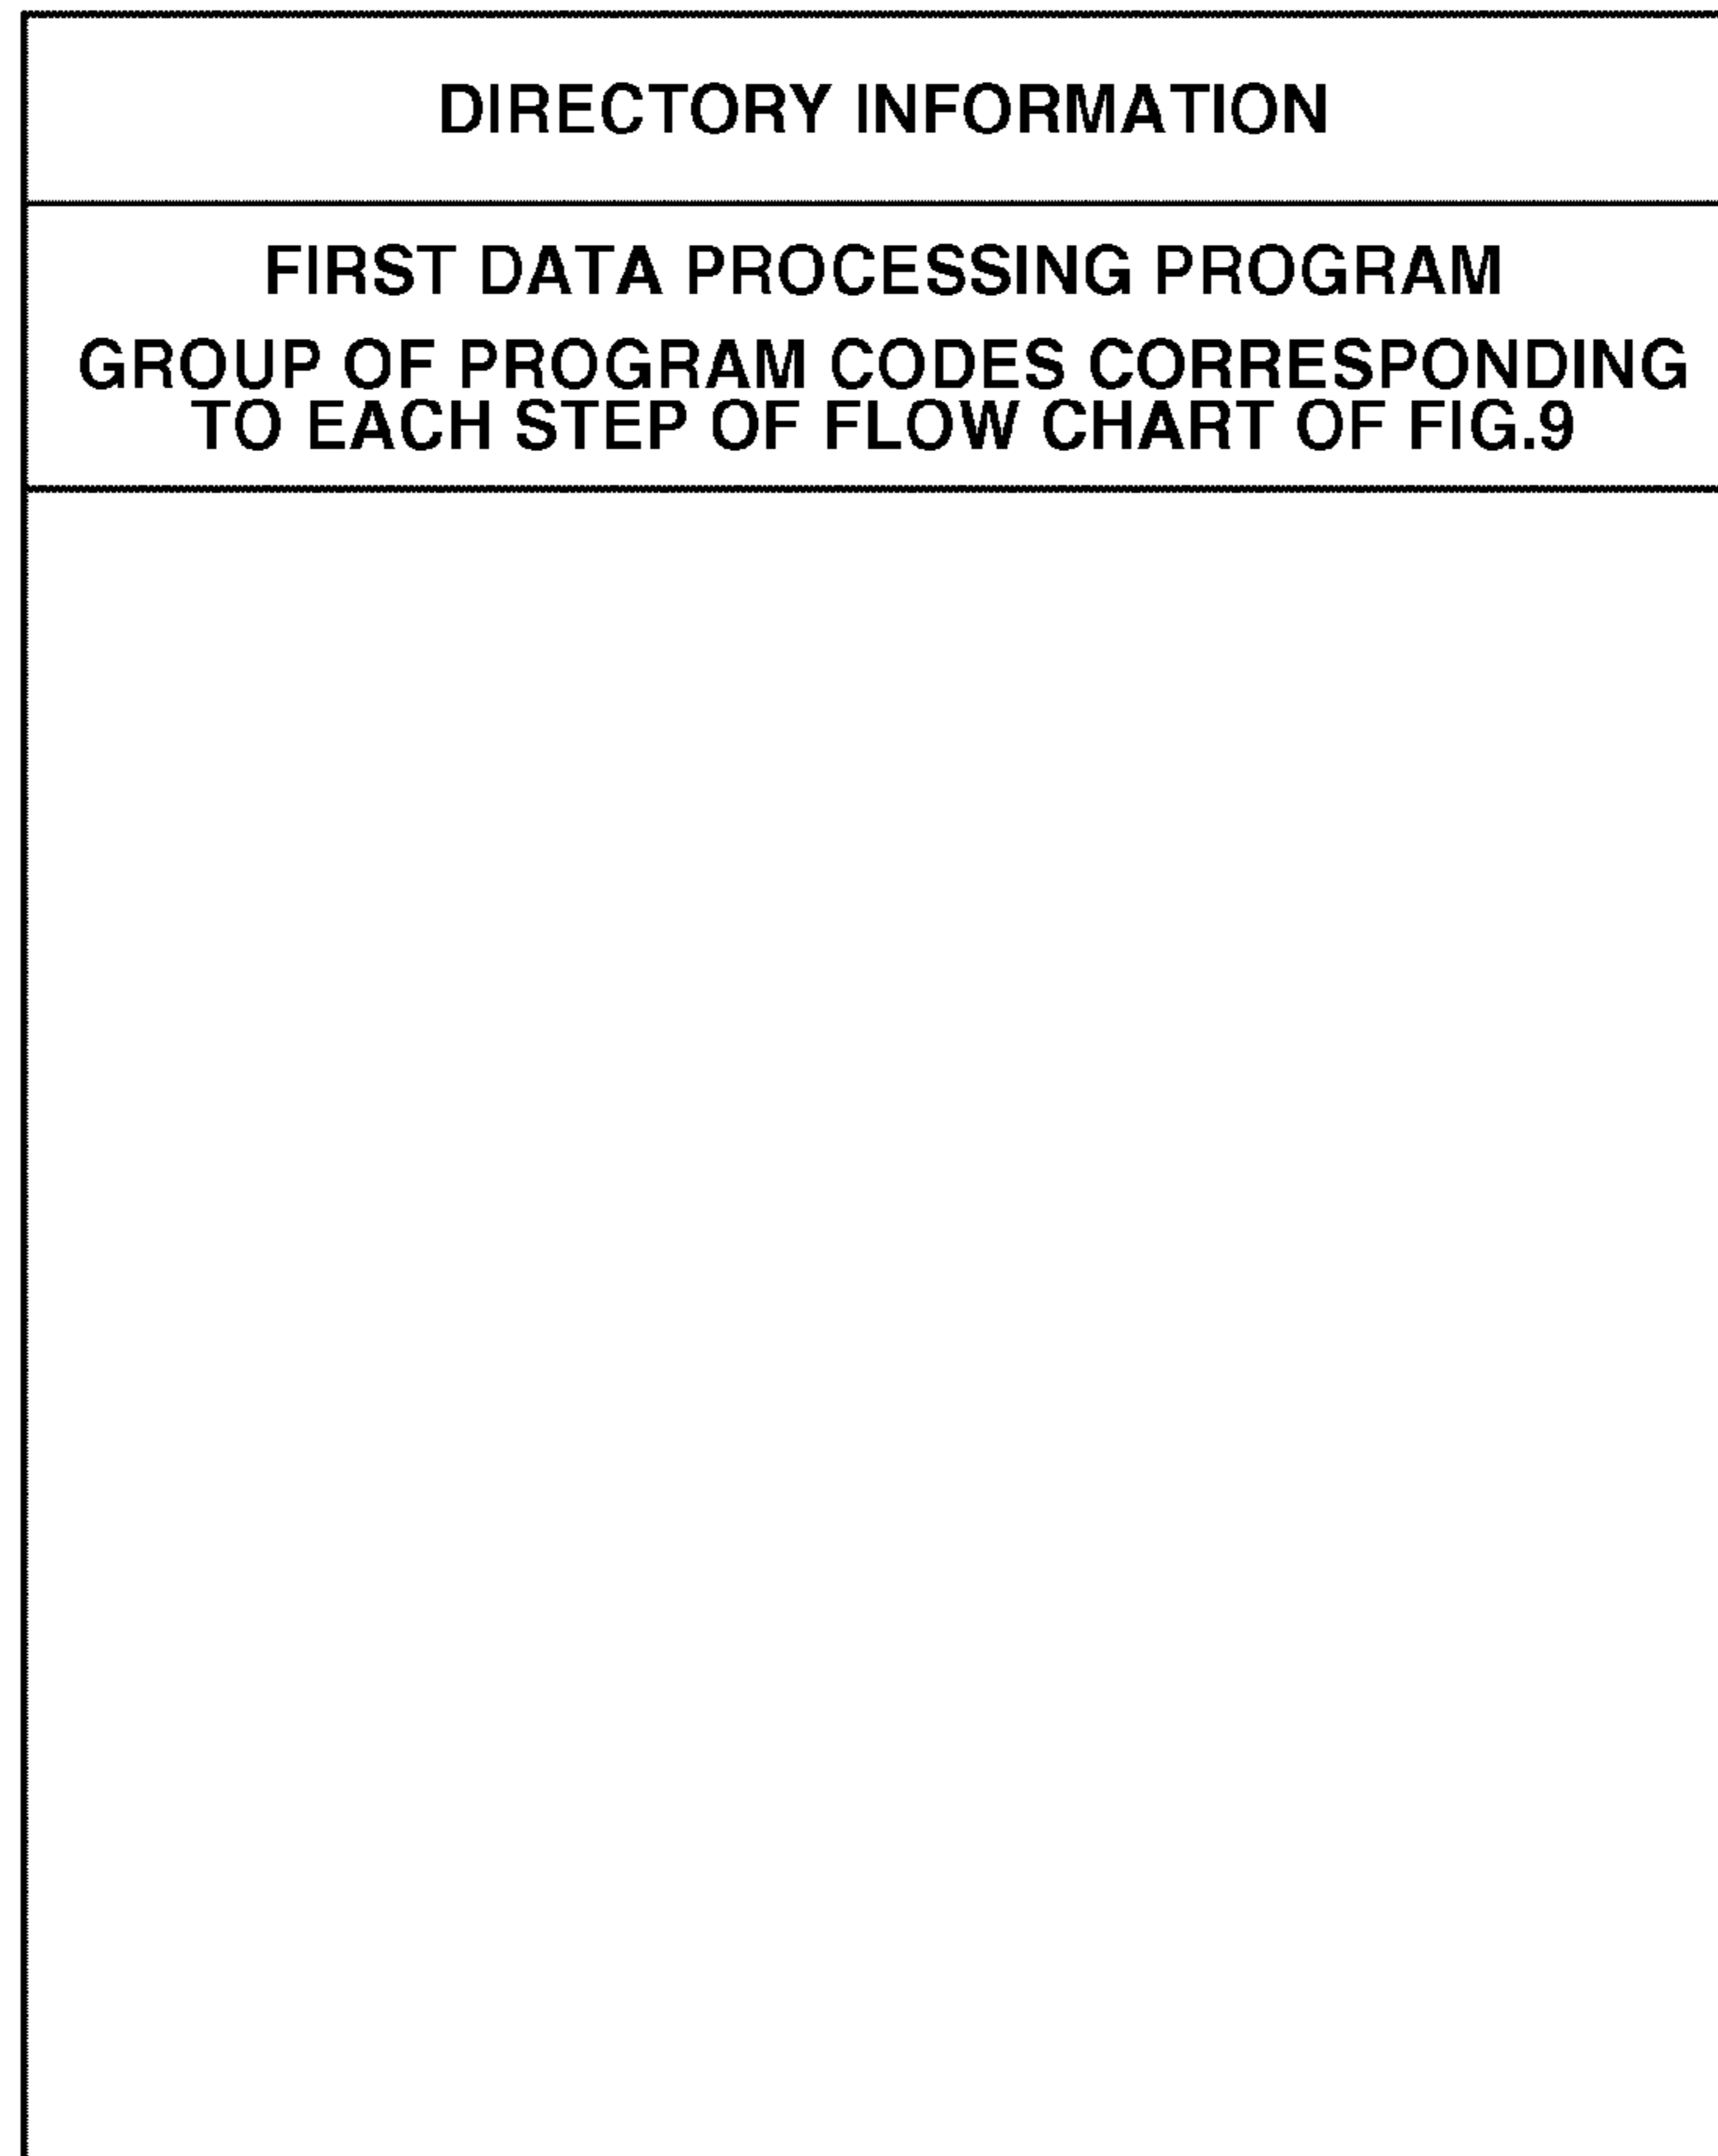 DIRECTORY INFORMATION
FIRST DATA PROCESSING PROGRAM
GROUP OF PROGRAM CODES CORRESPONDING
TO EACH STEP OF FLOW CHART OF FIG.9